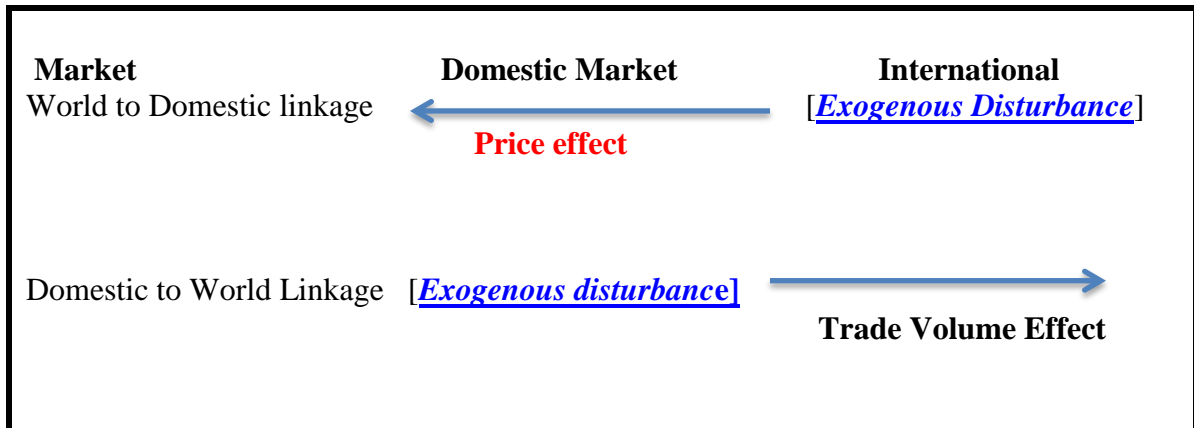 Market Domestic Market International
World to Domestic linkage [Exogenous Disturbance]
Price effect
Domestic to World Linkage [Exogenous disturbance]
Trade Volume Effect